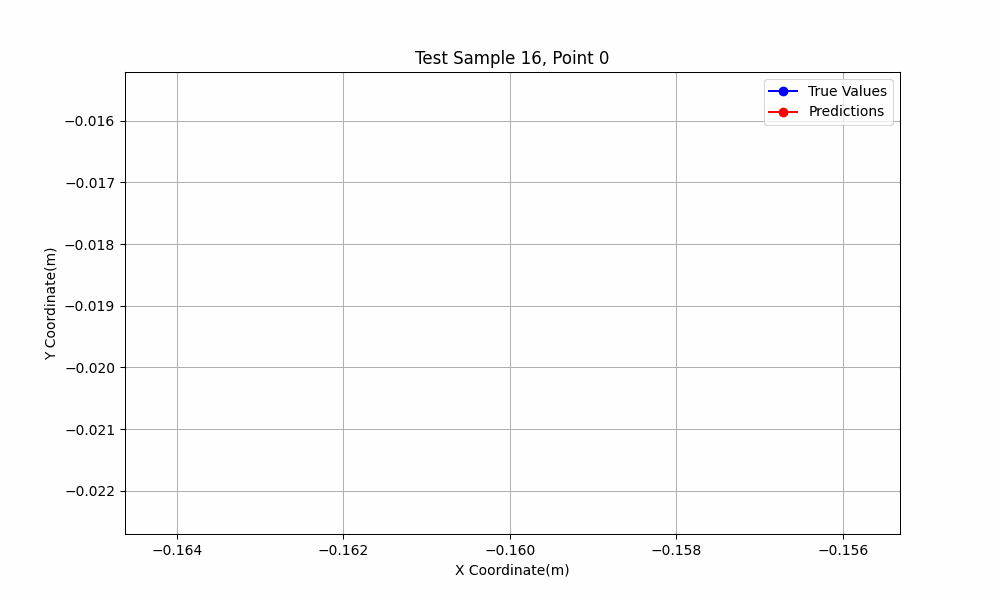 Test Sample 16, Point 0
True Values
Predictions
−0.016
−0.017
−0.018
−0.019
−0.020
−0.021
−0.022
Y Coordinate(m)
−0.164 −0.162 −0.160 −0.158 −0.156
X Coordinate(m)